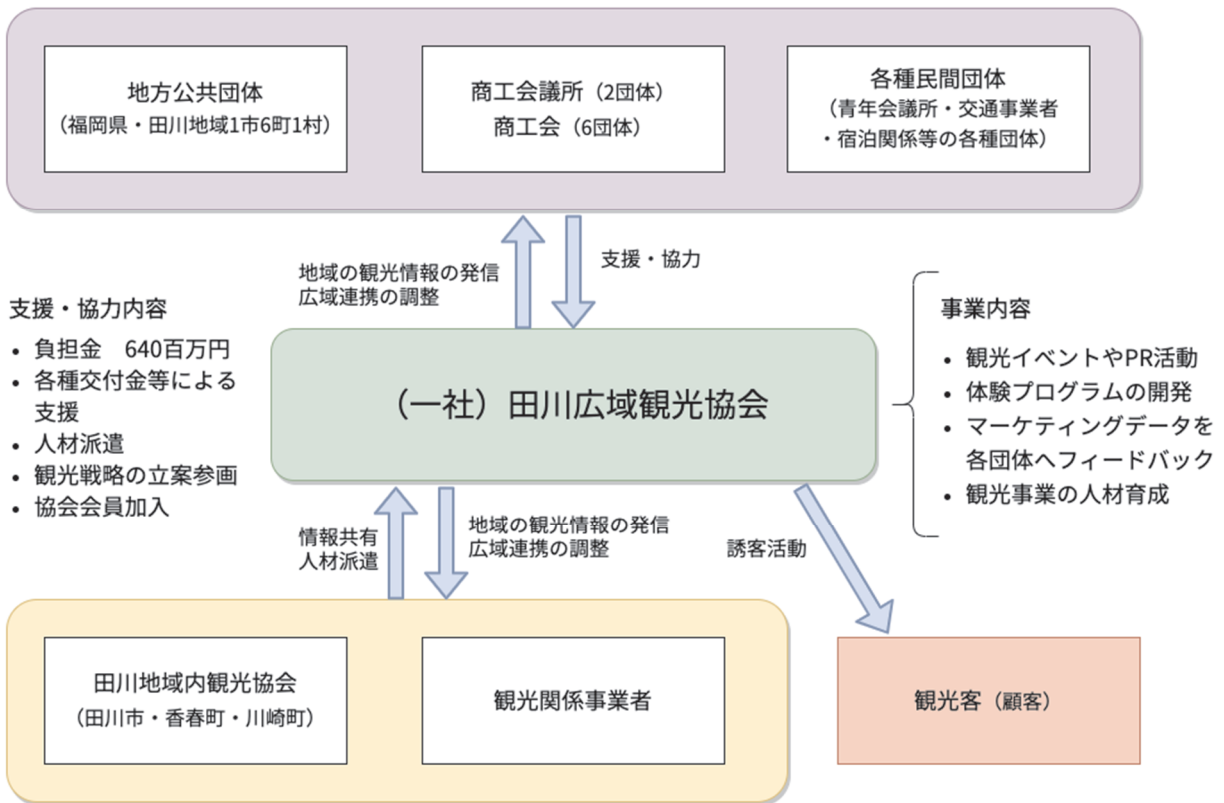 地方公共団体
（福岡県・田川地域1市6町1村）
商工会議所（2団体）
商工会（6団体）
各種民間団体
（青年会議所・交通事業者
・宿泊関係等の各種団体）
地域の観光情報の発信
広域連携の調整
支援・協力
支援・協力内容
• 負担金　640百万円
• 各種交付金等による
支援
• 人材派遣
• 観光戦略の立案参画
• 協会会員加入
（一社）田川広域観光協会
事業内容
• 観光イベントやPR活動
• 体験プログラムの開発
• マーケティングデータを
各団体へフィードバック
• 観光事業の人材育成
情報共有
人材派遣
地域の観光情報の発信
広域連携の調整
誘客活動
田川地域内観光協会
（田川市・香春町・川崎町）
観光関係事業者
観光客（顧客）